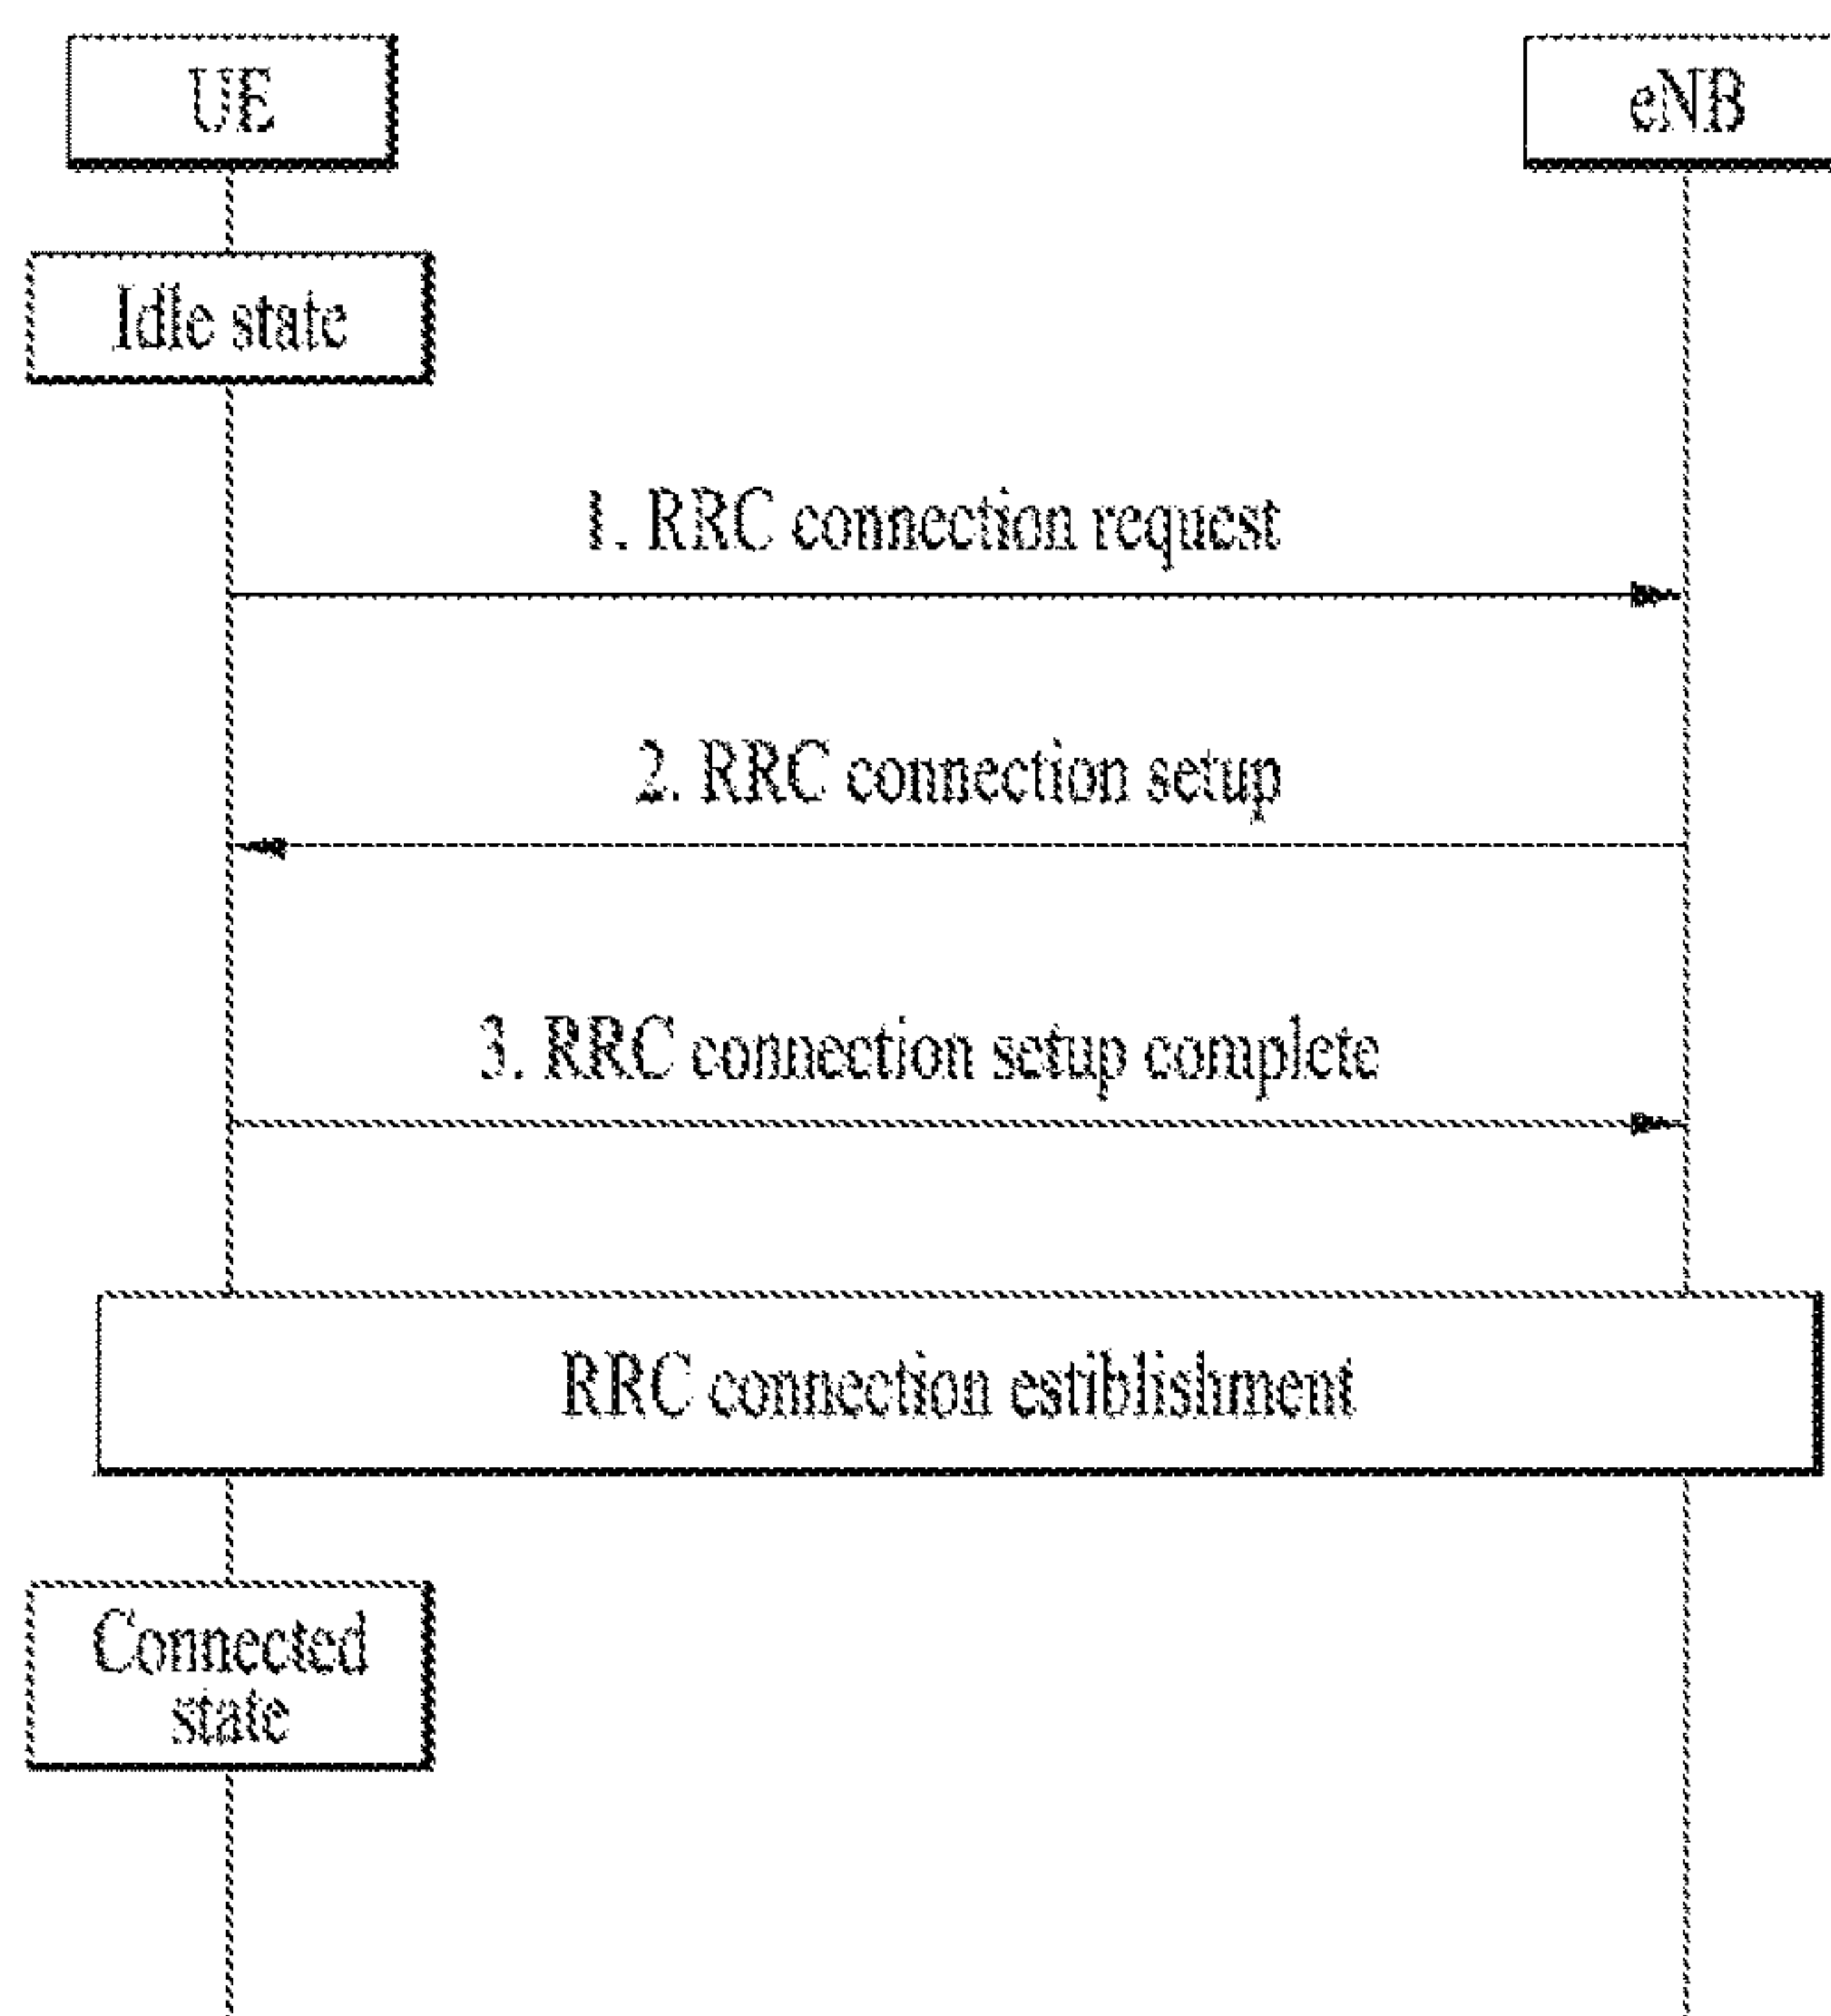 UE
eNB
Idle state
1. RRC connection request
2. RRC connection setup
3. RRC connection setup complete
RRC connection estiblishment
Connected
state